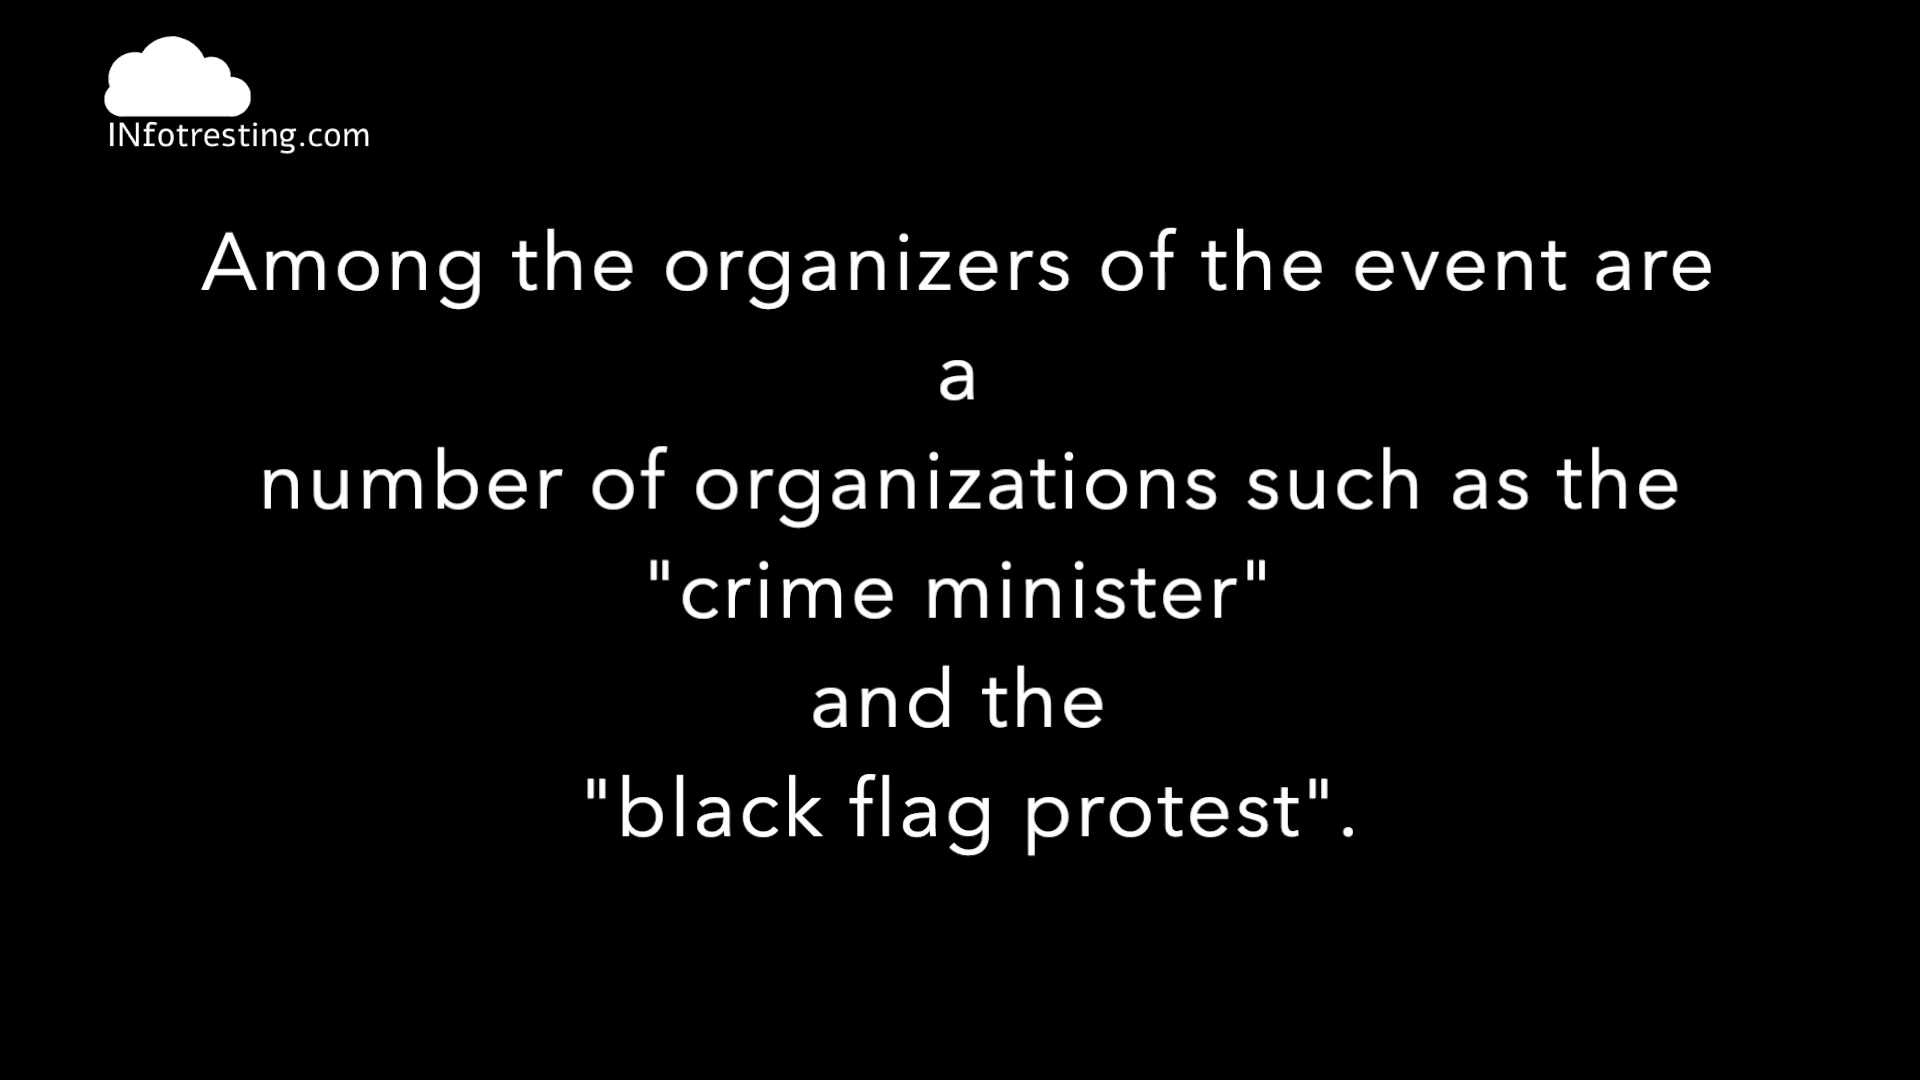 INfotresting.com
Among the organizers of the event are
a
number of organizations such as the
"crime minister"
and the
"black flag protest".